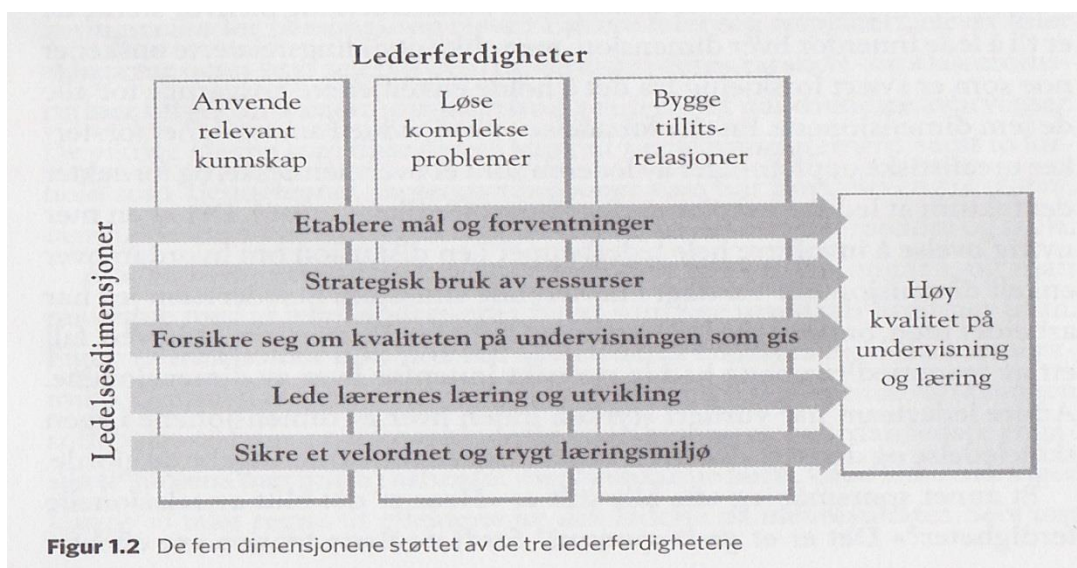 Lederferdigheter
Anvende
relevant
kunnskap
Løse
komplekse
problemer
Bygge
tillits-
relasjoner
Ledelsesdimensjoner
Etablere mål og forventninger
Strategisk bruk av ressurser
Forsikre seg om kvaliteten på undervisningen som gis
Lede lærernes læring og utvikling
Sikre et velordnet og trygt læringsmiljø
Høy
kvalitet på
undervisning
og læring
Figur 1.2 De fem dimensjonene støttet av de tre lederferdighetene